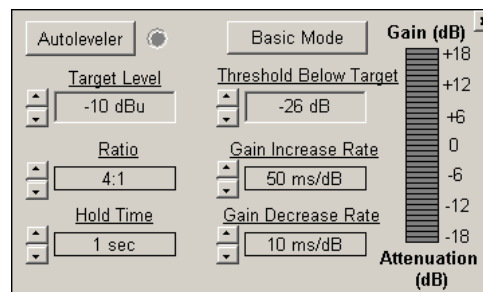 Autoleveler
Basic Mode
Gain (dB)
Target Level
-10 dBu
Threshold Below Target
-26 dB
Ratio
4:1
Gain Increase Rate
50 ms/dB
Hold Time
1 sec
Gain Decrease Rate
10 ms/dB
+18
+12
+6
0
-6
-12
-18
Attenuation
(dB)